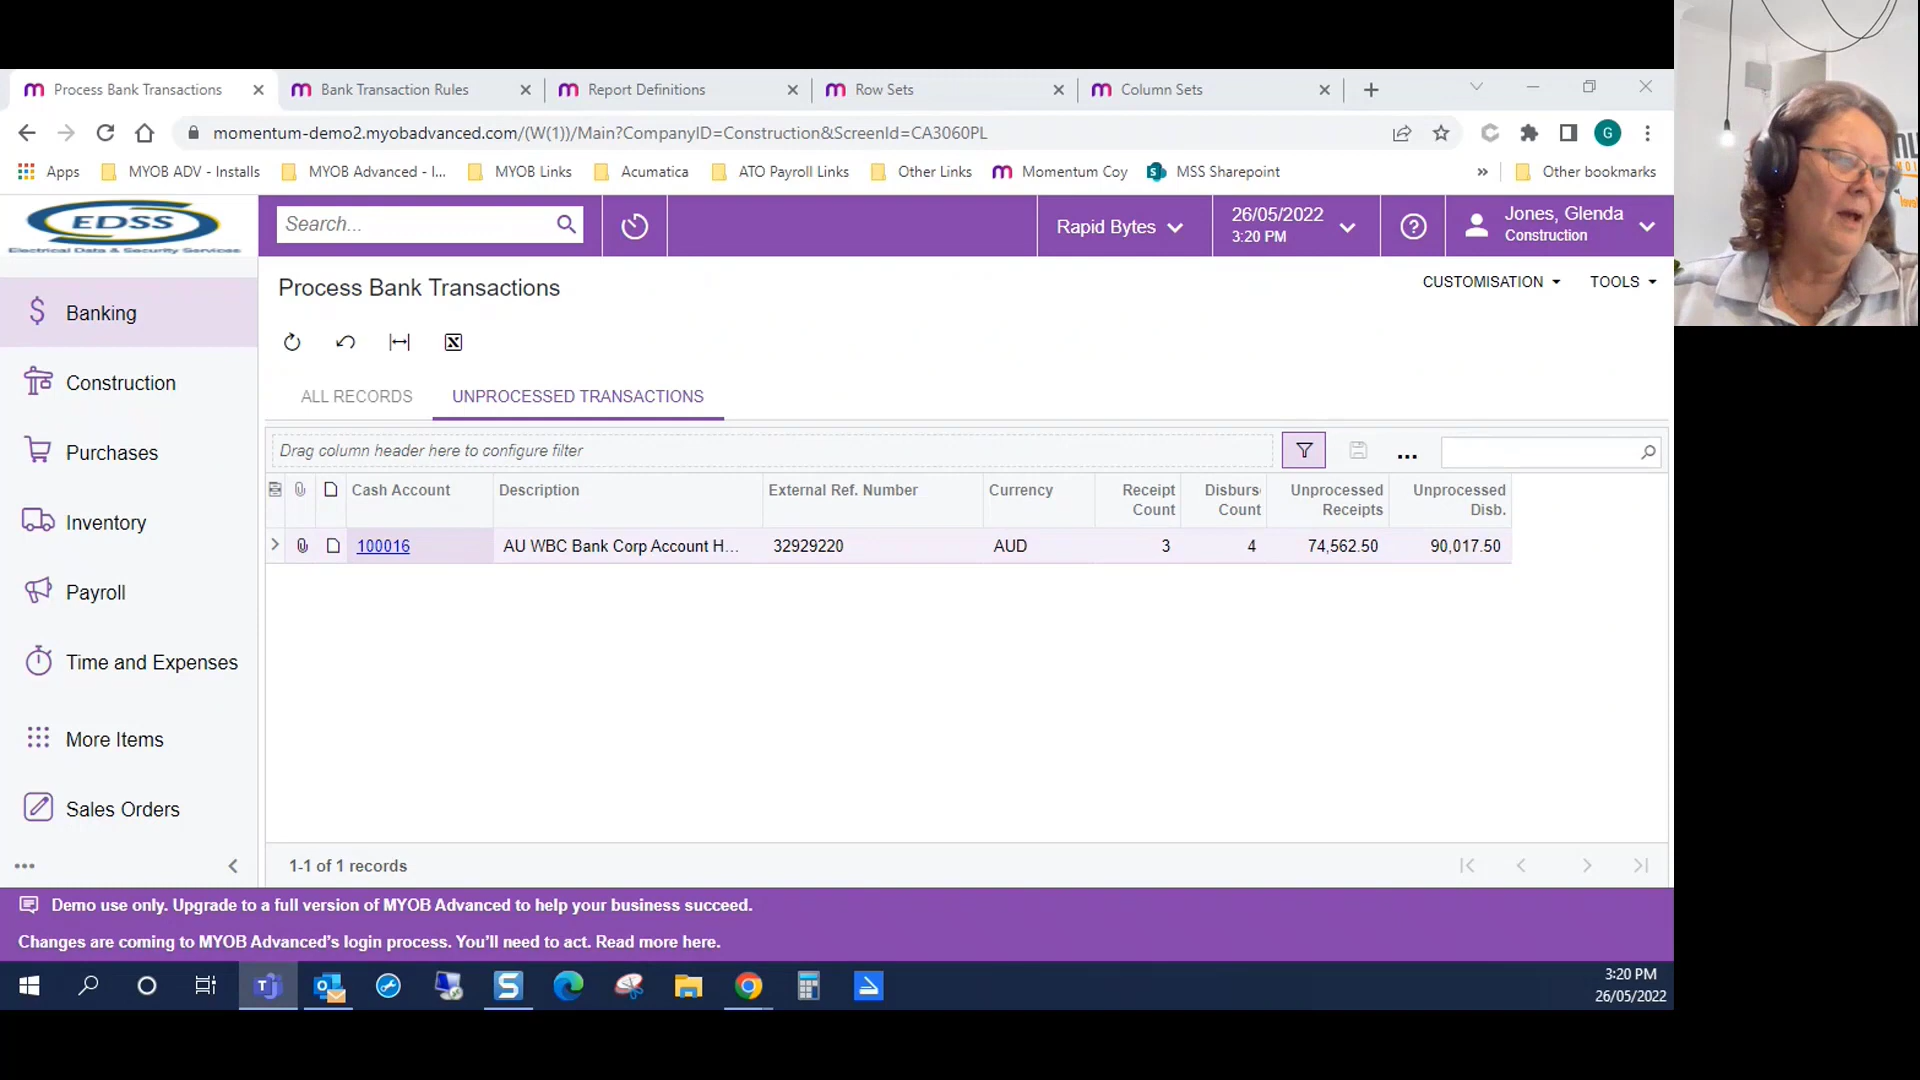 Process Bank Transactions
Bank Transaction Rules
Report Definitions
Row Sets
Column Sets
momentum-demo2.myobadvanced.com/(W(1))/Main?CompanyID=Construction&ScreenId=CA3060PL
G
Apps
MYOB ADV - Installs
MYOB Advanced - I...
MYOB Links
Acumatica
ATO Payroll Links
Other Links
Momentum Coy
MSS Sharepoint
»
Other bookmarks
EDSS
Electrical Data & Security Services
Search...
Rapid Bytes
26/05/2022
3:20 PM
Jones, Glenda
Construction
Banking
Construction
Purchases
Inventory
Payroll
Time and Expenses
More Items
Sales Orders
Process Bank Transactions
CUSTOMISATION
TOOLS
ALL RECORDS
UNPROCESSED TRANSACTIONS
Drag column header here to configure filter
Cash Account
Description
External Ref. Number
Currency
Receipt Count
Disburs Count
Unprocessed Receipts
Unprocessed Disb.
100016
AU WBC Bank Corp Account H...
32929220
AUD
3
4
74,562.50
90,017.50
1-1 of 1 records
Demo use only. Upgrade to a full version of MYOB Advanced to help your business succeed.
Changes are coming to MYOB Advanced's login process. You'll need to act. Read more here.
3:20 PM
26/05/2022